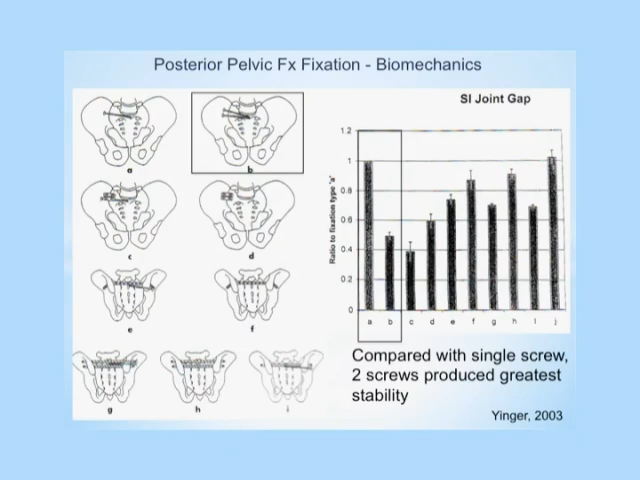 Posterior Pelvic Fx Fixation - Biomechanics
SI Joint Gap
a
b
c
d
e
f
g
h
i
Ratio to fixation type 'a'
1.2
1
0.8
0.6
0.4
0.2
0
a b c d e f g h i j
Compared with single screw,
2 screws produced greatest
stability
Yinger, 2003